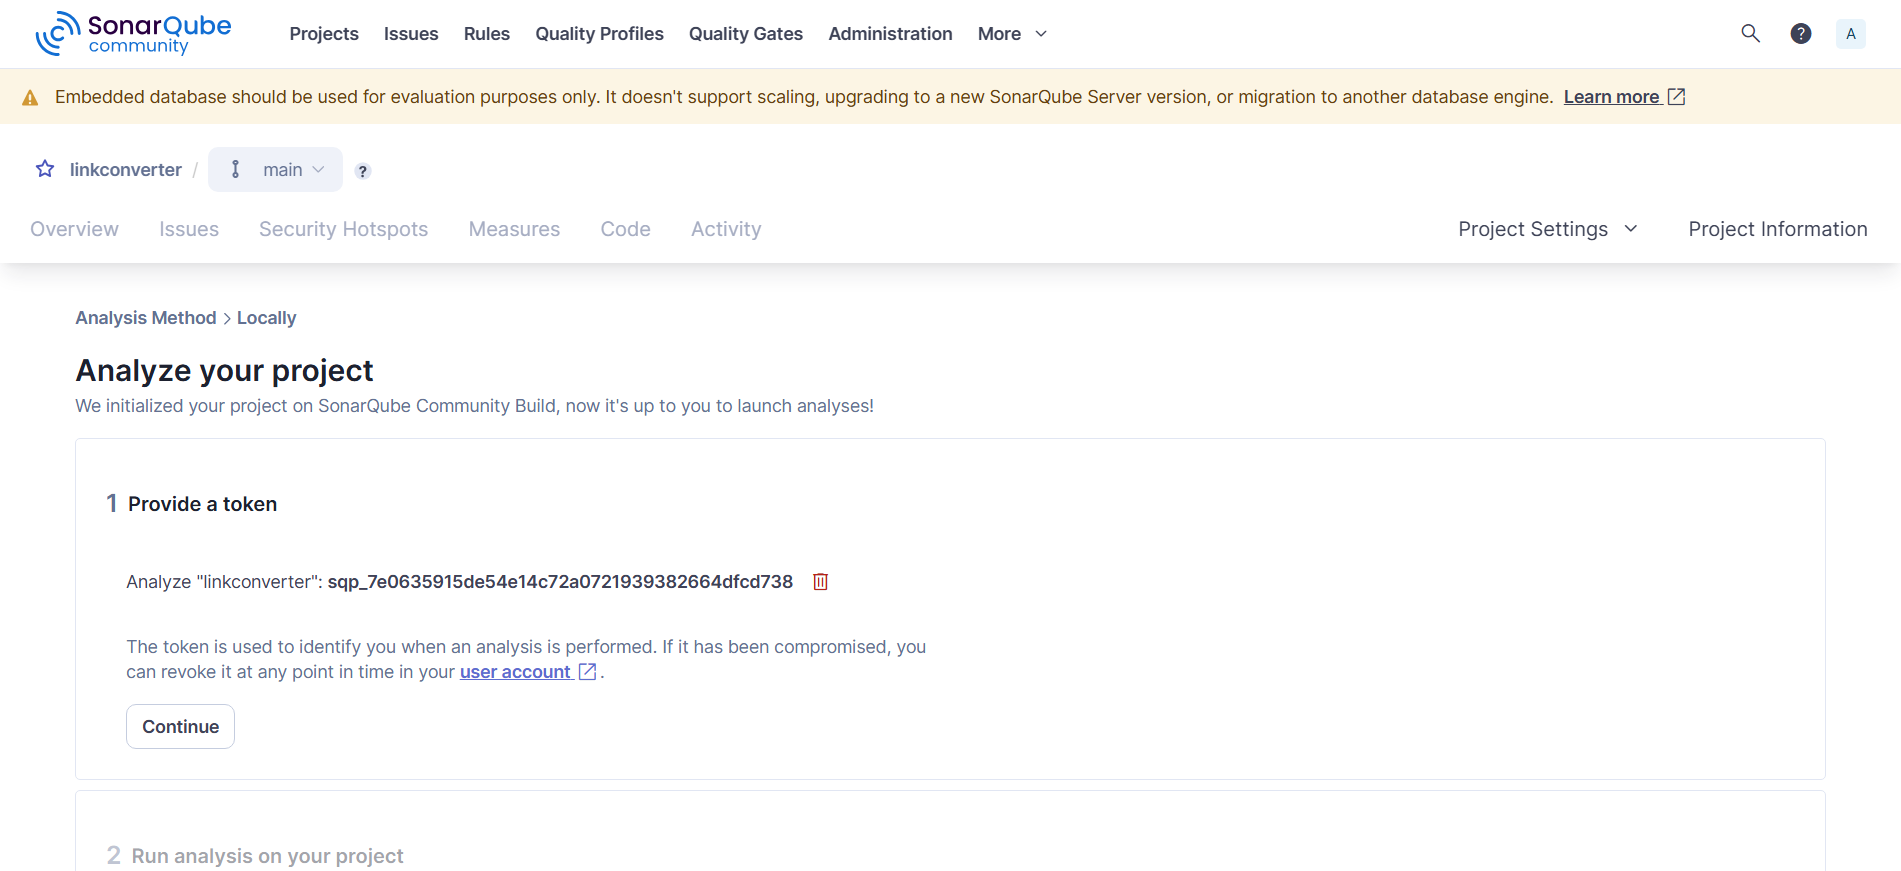 SonarQube community
Projects Issues Rules Quality Profiles Quality Gates Administration More
? A
Embedded database should be used for evaluation purposes only. It doesn't support scaling, upgrading to a new SonarQube Server version, or migration to another database engine. Learn more
linkconverter / main ?
Overview Issues Security Hotspots Measures Code Activity Project Settings Project Information
Analysis Method > Locally
Analyze your project
We initialized your project on SonarQube Community Build, now it's up to you to launch analyses!
1 Provide a token
Analyze "linkconverter": sqp_7e0635915de54e14c72a0721939382664dfcd738
The token is used to identify you when an analysis is performed. If it has been compromised, you
can revoke it at any point in time in your user account .
Continue
2 Run analysis on your project